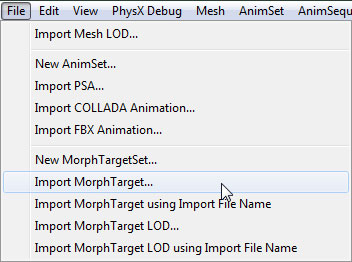 File Edit View PhysX Debug Mesh AnimSet
Import Mesh LOD...
New AnimSet...
Import PSA...
Import COLLADA Animation...
Import FBX Animation...
New MorphTargetSet...
Import MorphTarget...
Import MorphTarget using Import File Name
Import MorphTarget LOD...
Import MorphTarget LOD using Import File Name